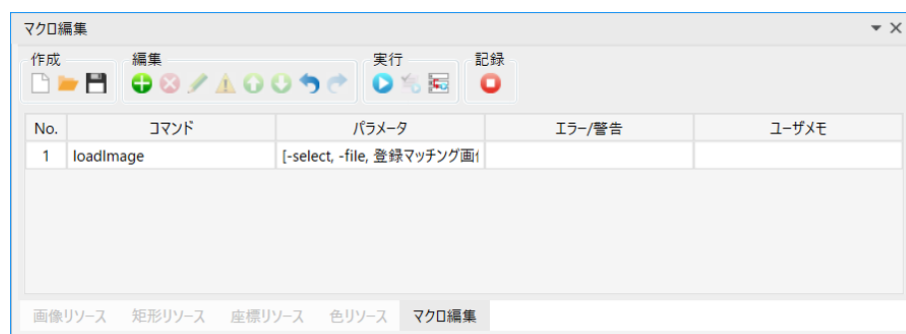 マクロ編集
作成 編集 実行 記録
No. コマンド パラメータ エラー/警告 ユーザメモ
1 loadImage [-select, -file, 登録マッチング画
画像リソース 矩形リソース 座標リソース 色リソース マクロ編集